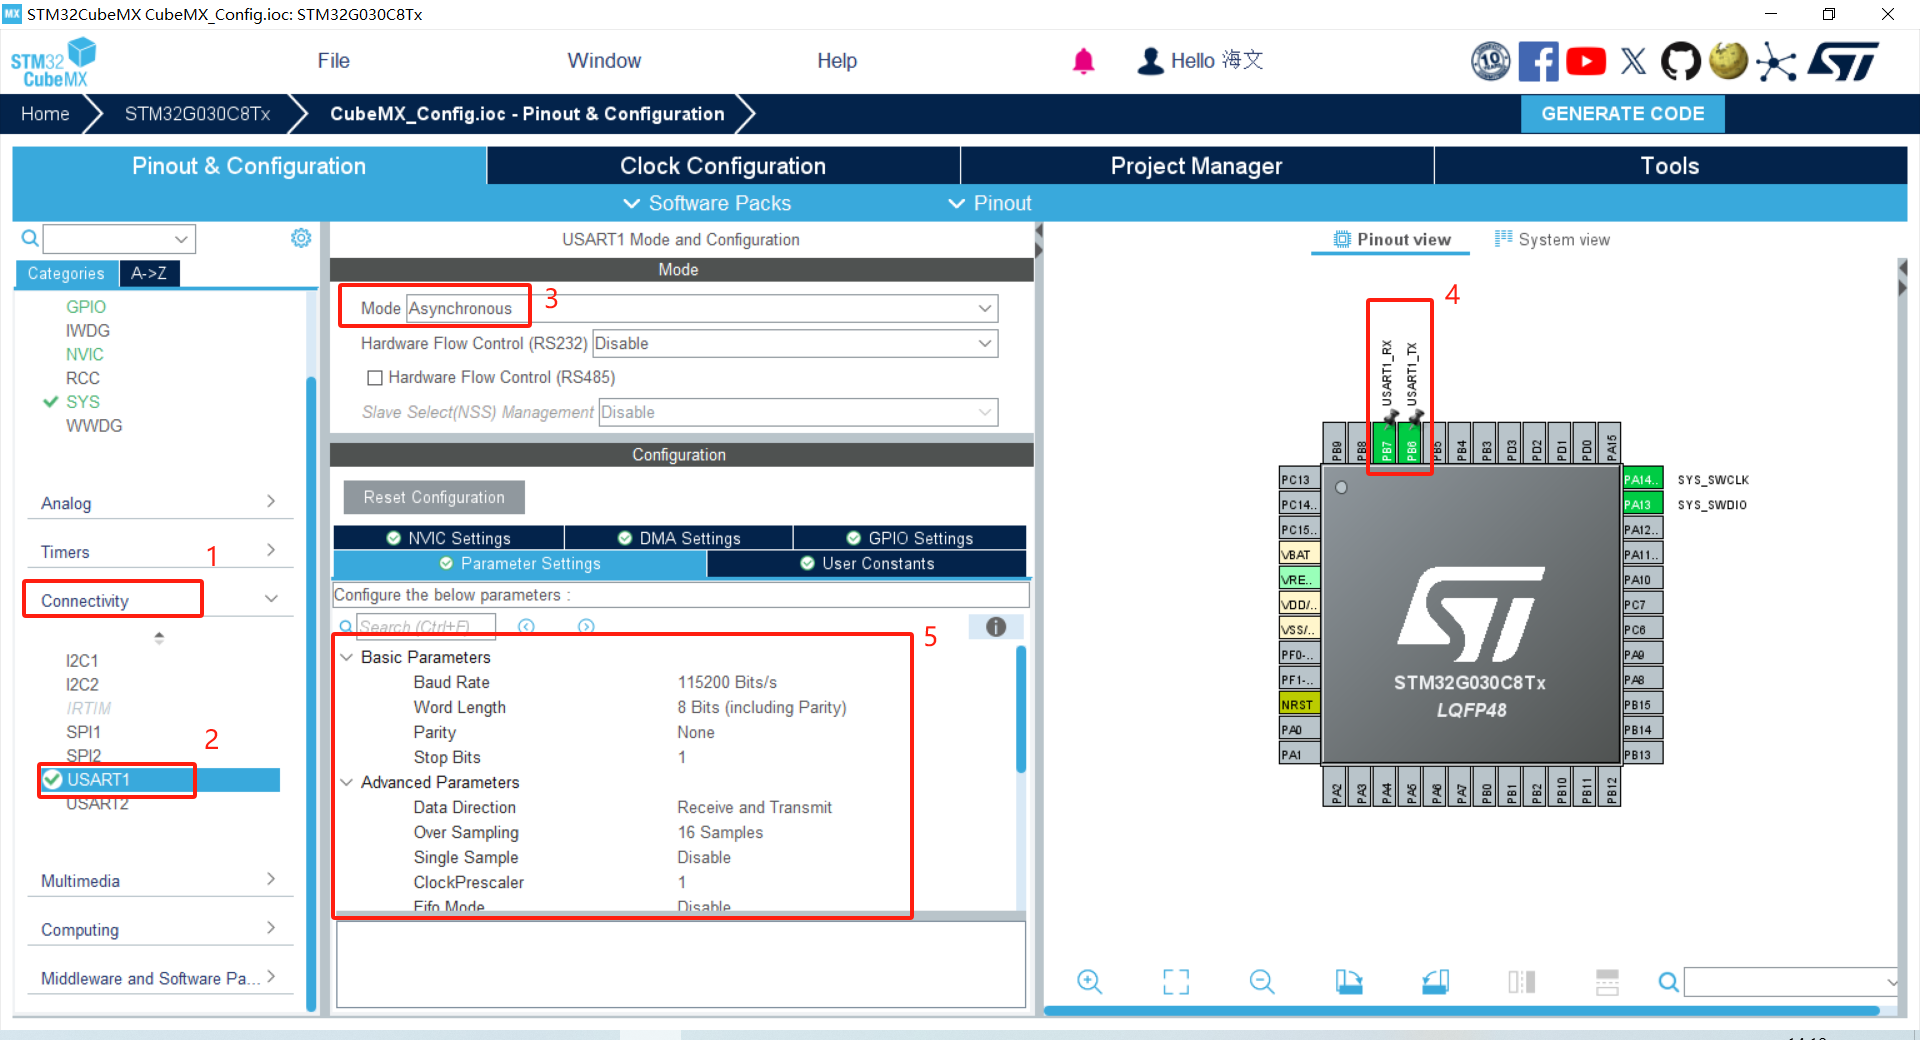 MX STM32CubeMX CubeMX_Config.ioc: STM32G030C8Tx
STM32
CubeMX
File
Window
Help
Hello 海文
10
Home
STM32G030C8Tx
CubeMX_Config.ioc - Pinout & Configuration
GENERATE CODE
Pinout & Configuration
Clock Configuration
Project Manager
Tools
Software Packs
Pinout
Categories
A->Z
GPIO
IWDG
NVIC
RCC
SYS
WWDG
Analog
Timers
1
Connectivity
I2C1
I2C2
IRTIM
SPI1
SPI2
2
USART1
USART2
Multimedia
Computing
Middleware and Software Pa...
USART1 Mode and Configuration
Mode
Mode Asynchronous
3
Hardware Flow Control (RS232) Disable
Hardware Flow Control (RS485)
Slave Select(NSS) Management Disable
Configuration
Reset Configuration
NVIC Settings
DMA Settings
GPIO Settings
Parameter Settings
User Constants
Configure the below parameters :
Search (Ctrl+F)
5
Basic Parameters
Baud Rate 115200 Bits/s
Word Length 8 Bits (including Parity)
Parity None
Stop Bits 1
Advanced Parameters
Data Direction Receive and Transmit
Over Sampling 16 Samples
Single Sample Disable
ClockPrescaler 1
Fifo Mode Disable
Pinout view
System view
4
USART1_RX
USART1_TX
PB9
PB8
PB7
PB6
PB5
PB4
PB3
PD3
PD2
PD1
PD0
PA15
PC13
PC14..
PC15..
VBAT
VRE..
VDD/..
VSS/..
PF0-..
PF1-..
NRST
PA0
PA1
STM32G030C8Tx
LQFP48
PA14.. SYS_SWCLK
PA13 SYS_SWDIO
PA12..
PA11..
PA10
PC7
PC6
PA9
PA8
PB15
PB14
PB13
PA2
PA3
PA4
PA5
PA6
PA7
PB0
PB1
PB2
PB10
PB11
PB12